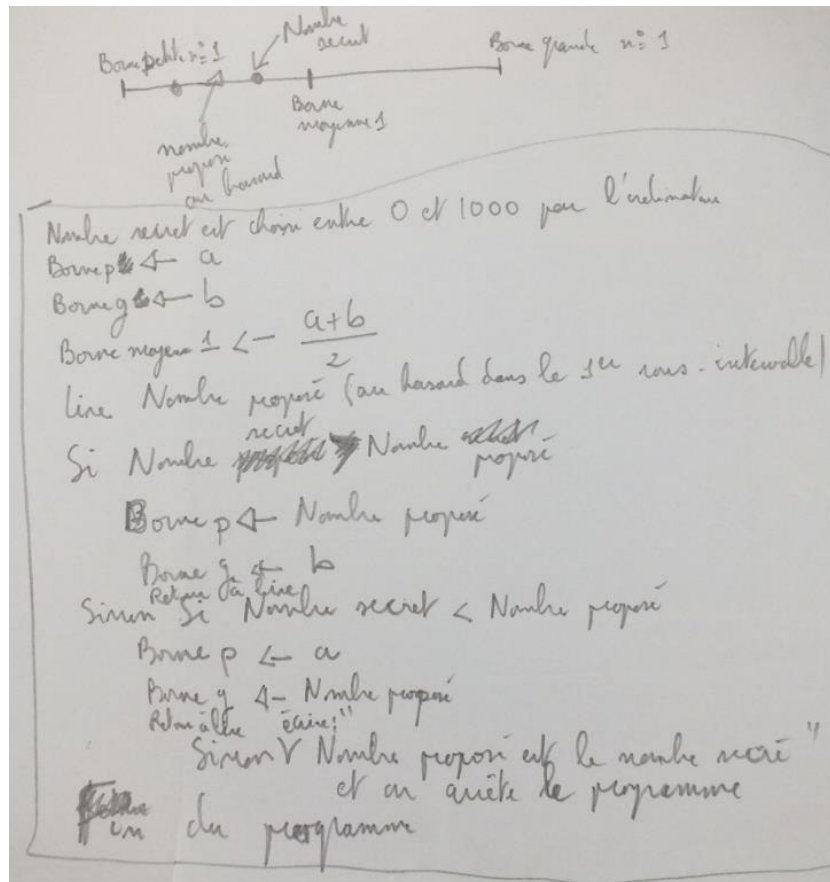 Borne petite n°1
Nombre secret
Borne grande n°1
Borne moyenne 1
nombre proposé au hasard
Nombre secret est choisi entre 0 et 1000 par l'ordinateur
Borne p ← a
Borne g ← b
Borne moyenne 1 ← (a+b)/2
Lire Nombre proposé (au hasard dans le 1er sous-intervalle)
Si Nombre secret > Nombre proposé
Borne p ← Nombre proposé
Borne g ← b
Retour à lire
Sinon Si Nombre secret < Nombre proposé
Borne p ← a
Borne g ← Nombre proposé
Retour à lire
Sinon écrire : "Nombre proposé est le nombre secré"
et on arrête le programme
Fin du programme